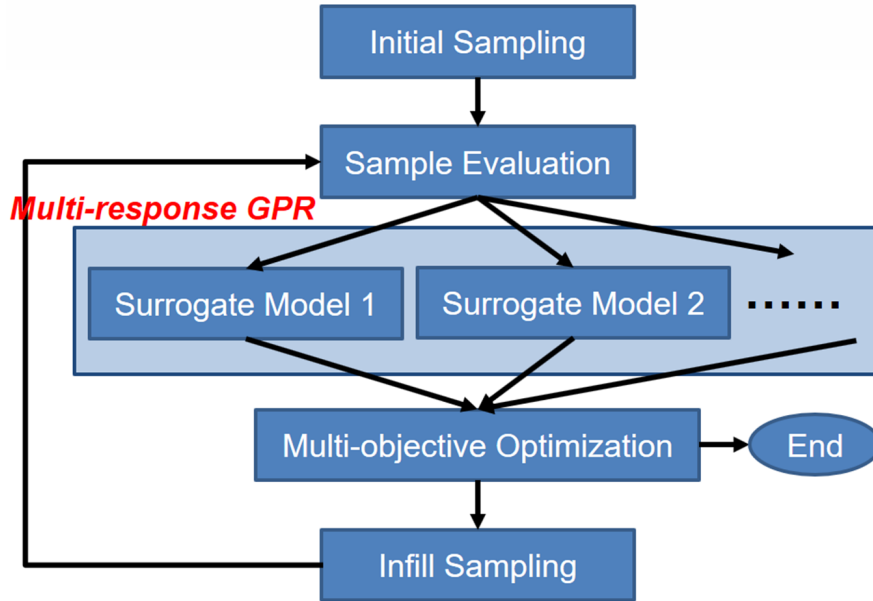 Initial Sampling
Sample Evaluation
Multi-response GPR
Surrogate Model 1
Surrogate Model 2
......
Multi-objective Optimization
End
Infill Sampling